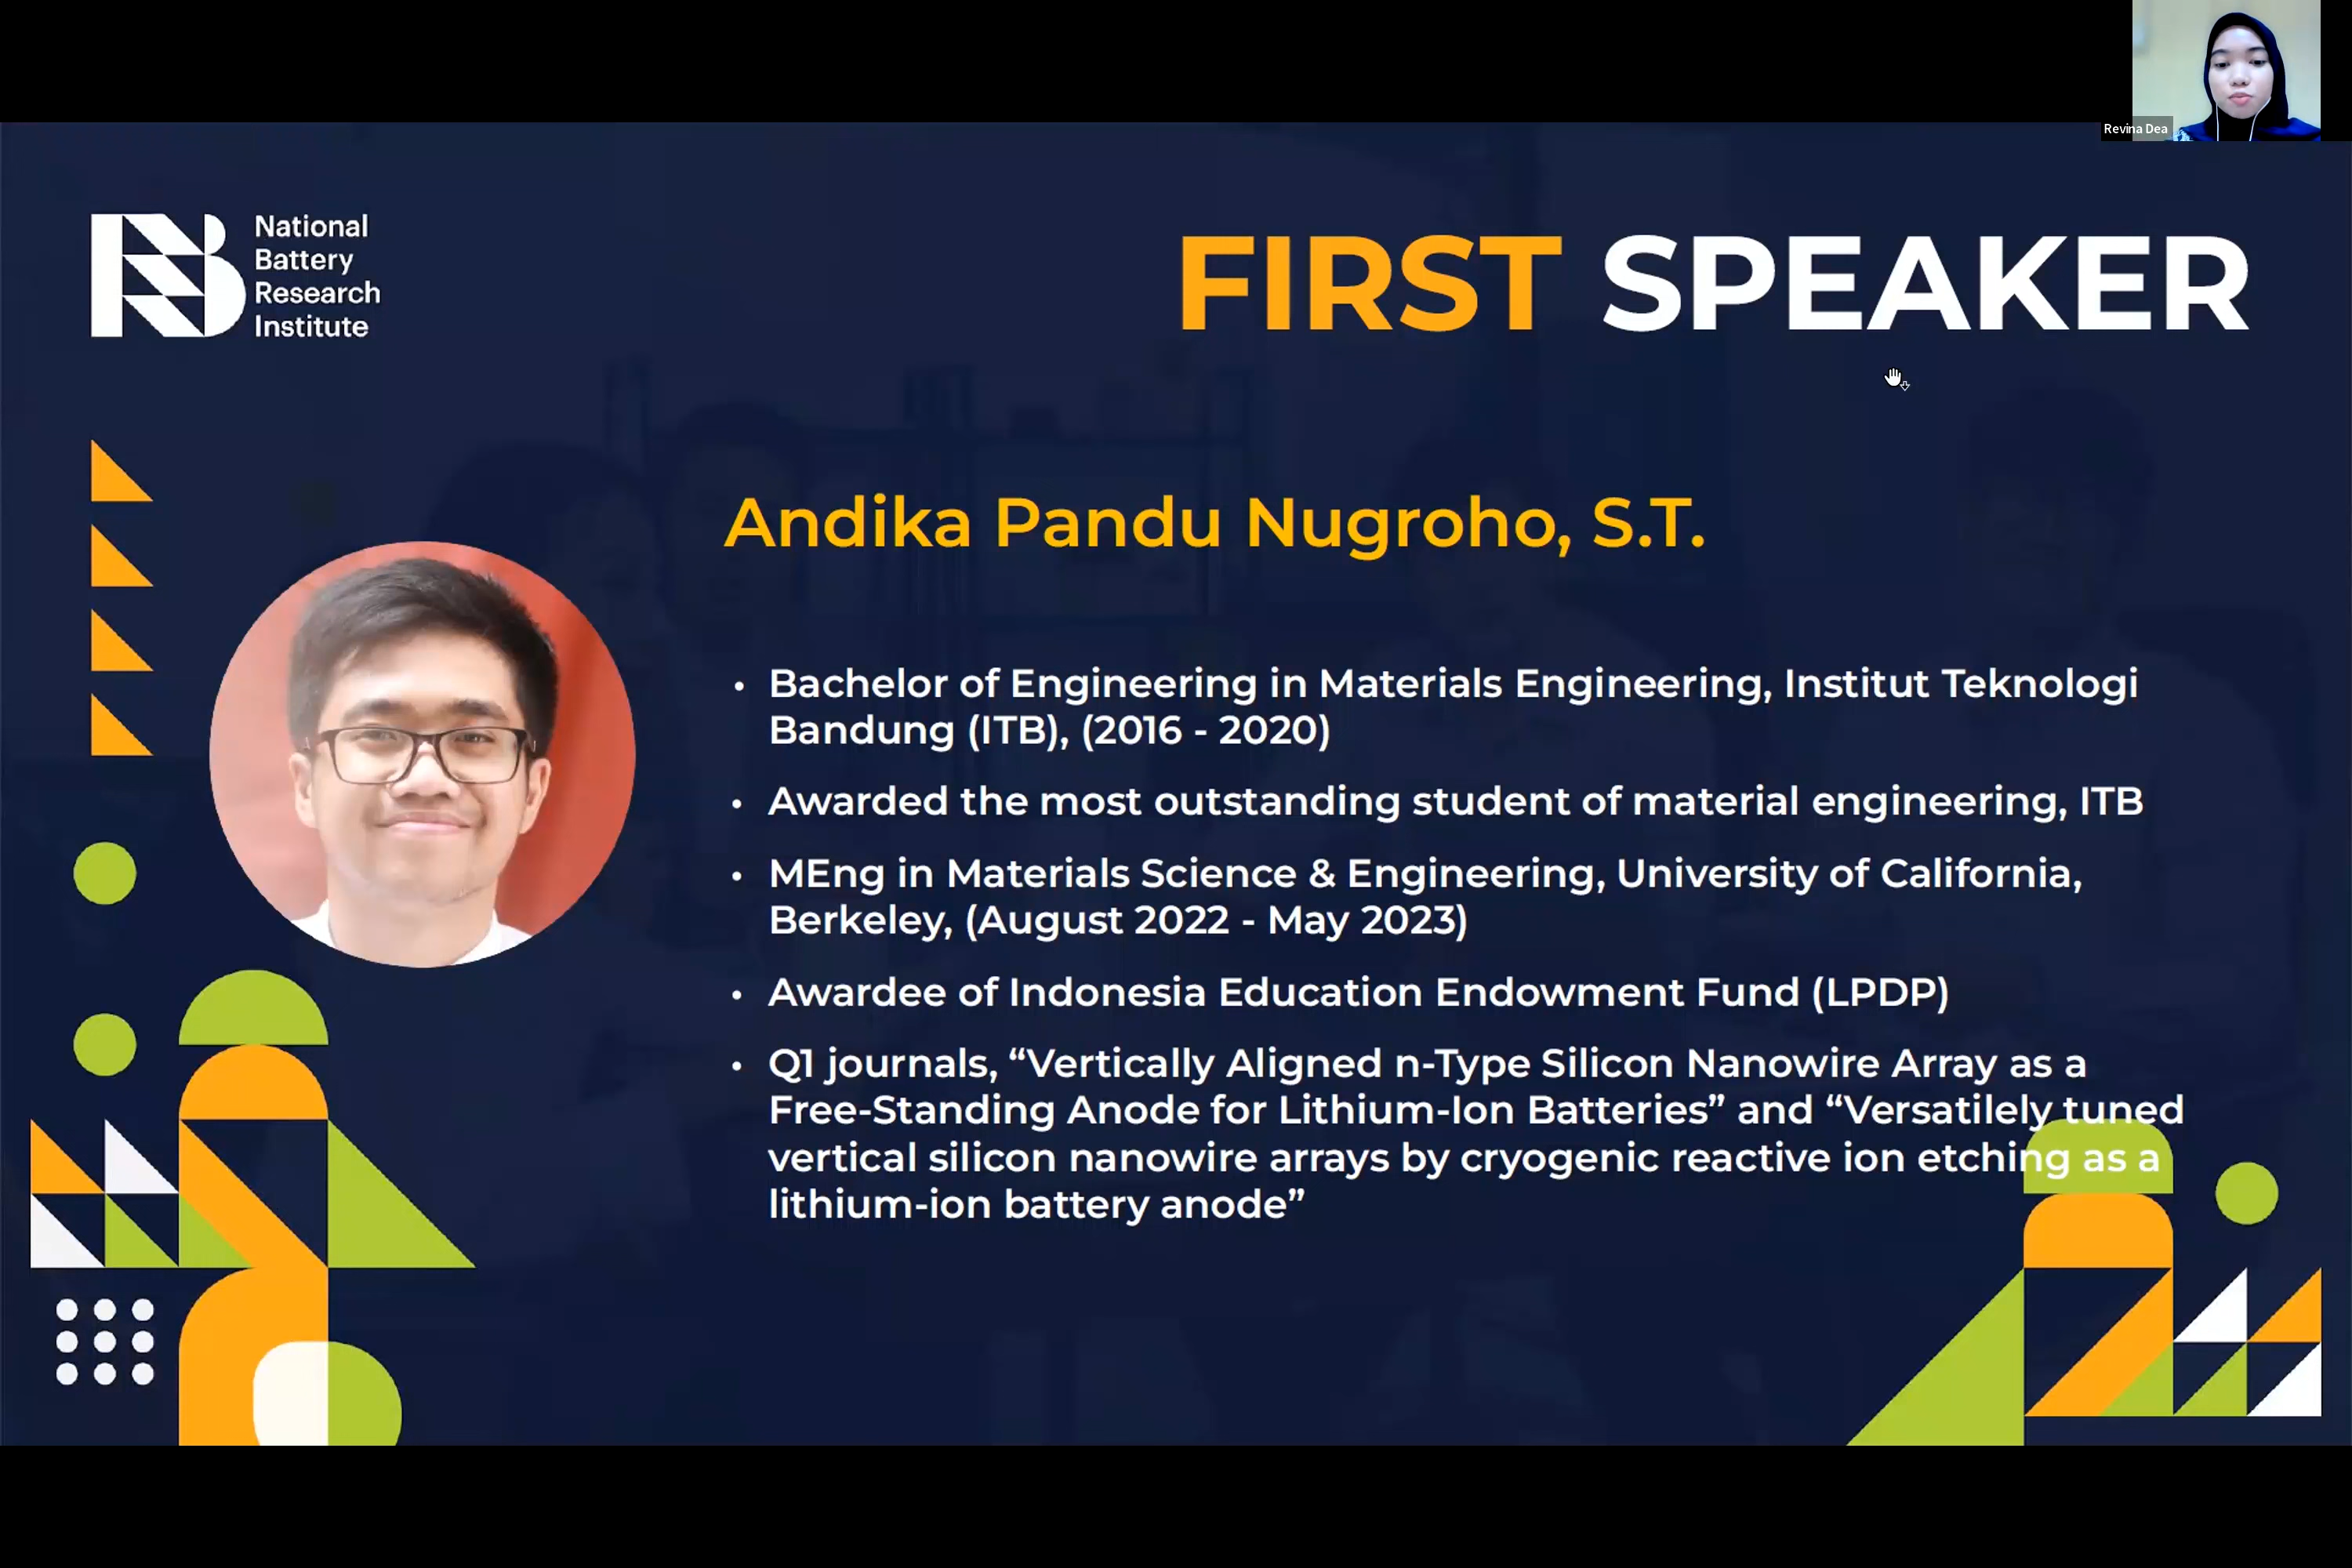 Revina Dea
National
Battery
Research
Institute
FIRST SPEAKER
Andika Pandu Nugroho, S.T.
• Bachelor of Engineering in Materials Engineering, Institut Teknologi
Bandung (ITB), (2016 - 2020)
• Awarded the most outstanding student of material engineering, ITB
• MEng in Materials Science & Engineering, University of California,
Berkeley, (August 2022 - May 2023)
• Awardee of Indonesia Education Endowment Fund (LPDP)
• Q1 journals, “Vertically Aligned n-Type Silicon Nanowire Array as a
Free-Standing Anode for Lithium-Ion Batteries” and “Versatilely tuned
vertical silicon nanowire arrays by cryogenic reactive ion etching as a
lithium-ion battery anode”